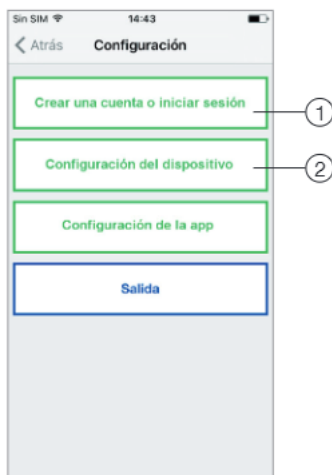 Sin SIM 14:43
Atrás Configuración
Crear una cuenta o iniciar sesión
1
Configuración del dispositivo
2
Configuración de la app
Salida